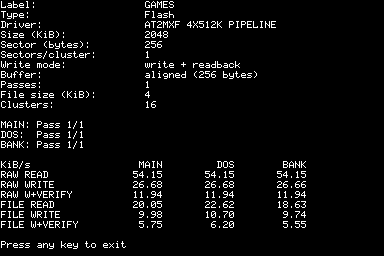 Label: GAMES
Type: Flash
Driver: AT2MXF 4X512K PIPELINE
Size (KiB): 2048
Sector (bytes): 256
Sectors/cluster: 1
Write mode: write + readback
Buffer: aligned (256 bytes)
Passes: 1
File size (KiB): 4
Clusters: 16
MAIN: Pass 1/1
DOS: Pass 1/1
BANK: Pass 1/1
KiB/s MAIN DOS BANK
RAW READ 54.15 54.15 54.15
RAW WRITE 26.68 26.68 26.66
RAW W+VERIFY 11.94 11.94 11.94
FILE READ 20.05 22.62 18.63
FILE WRITE 9.98 10.70 9.74
FILE W+VERIFY 5.75 6.20 5.55
Press any key to exit